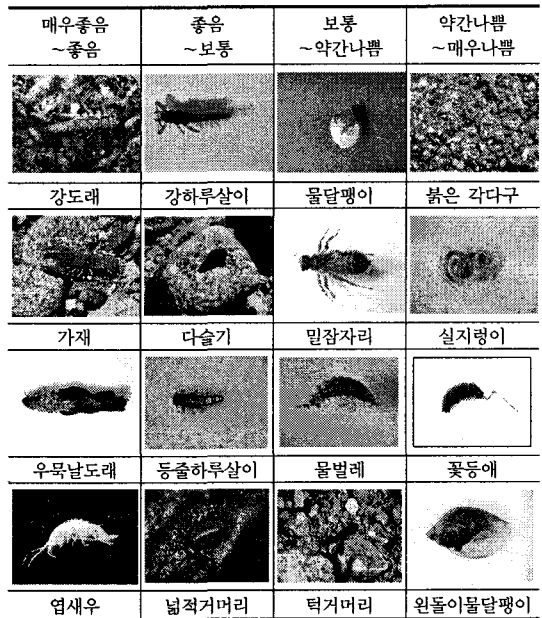 매우좋음 좋음 보통 약간나쁨
~좋음 ~보통 ~약간나쁨 ~매우나쁨
강도래 강하루살이 물달팽이 붉은 각다구
가재 다슬기 밀잠자리 실지렁이
우묵날도래 등줄하루살이 물벌레 꽃등애
엽새우 넓적거머리 턱거머리 왼돌이물달팽이